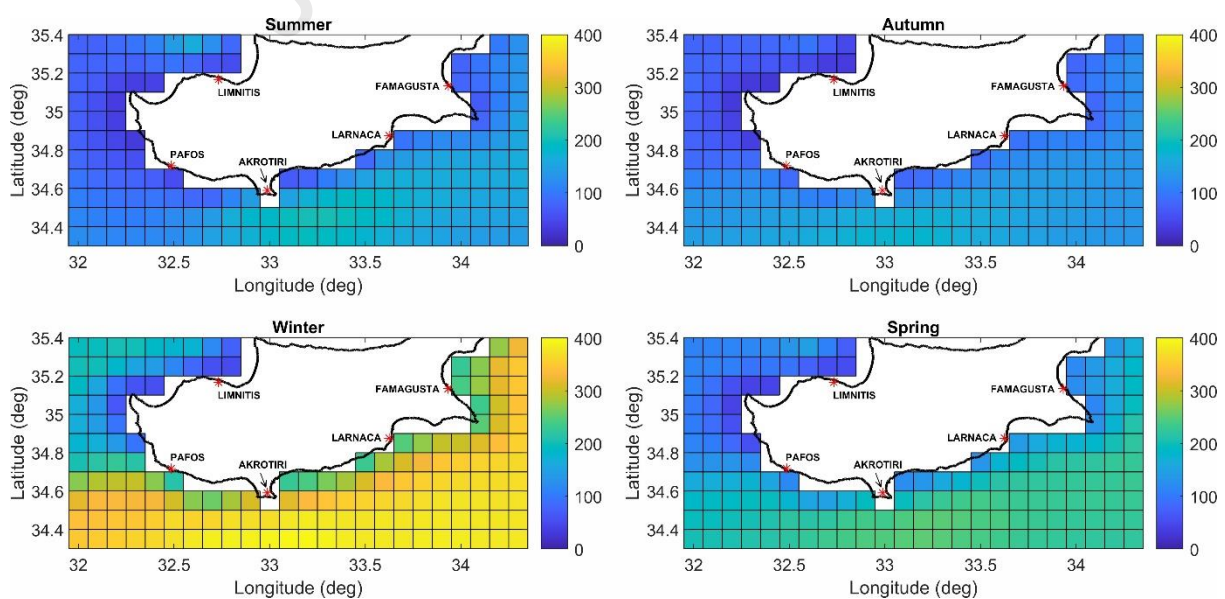 Summer
35.4
35.2
35
34.8
34.6
34.4
Latitude (deg)
LIMNITIS
FAMAGUSTA
LARNACA
PAFOS
AKROTIRI
32 32.5 33 33.5 34
Longitude (deg)
400
300
200
100
0
Autumn
35.4
35.2
35
34.8
34.6
34.4
Latitude (deg)
LIMNITIS
FAMAGUSTA
LARNACA
PAFOS
AKROTIRI
32 32.5 33 33.5 34
Longitude (deg)
400
300
200
100
0
Winter
35.4
35.2
35
34.8
34.6
34.4
Latitude (deg)
LIMNITIS
FAMAGUSTA
LARNACA
PAFOS
AKROTIRI
32 32.5 33 33.5 34
Longitude (deg)
400
300
200
100
0
Spring
35.4
35.2
35
34.8
34.6
34.4
Latitude (deg)
LIMNITIS
FAMAGUSTA
LARNACA
PAFOS
AKROTIRI
32 32.5 33 33.5 34
Longitude (deg)
400
300
200
100
0